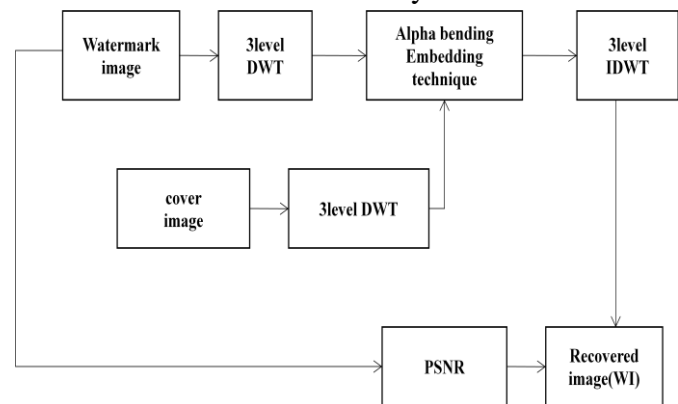 Watermark
image
3level
DWT
Alpha bending
Embedding
technique
3level
IDWT
cover
image
3level DWT
PSNR
Recovered
image(WI)